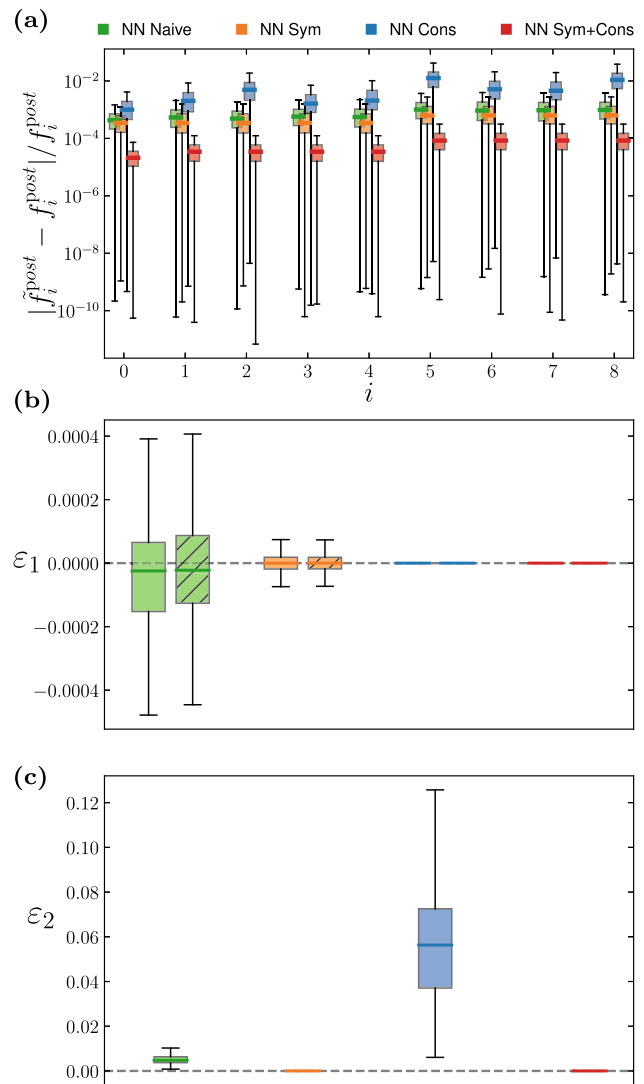 (a)
NN Naive NN Sym NN Cons NN Sym+Cons
|f̃_i^post − f_i^post|/f_i^post
10⁻²
10⁻⁴
10⁻⁶
10⁻⁸
10⁻¹⁰
0 1 2 3 4 5 6 7 8
i
(b)
ε₁
0.0004
0.0002
0.0000
−0.0002
−0.0004
(c)
ε₂
0.12
0.10
0.08
0.06
0.04
0.02
0.00